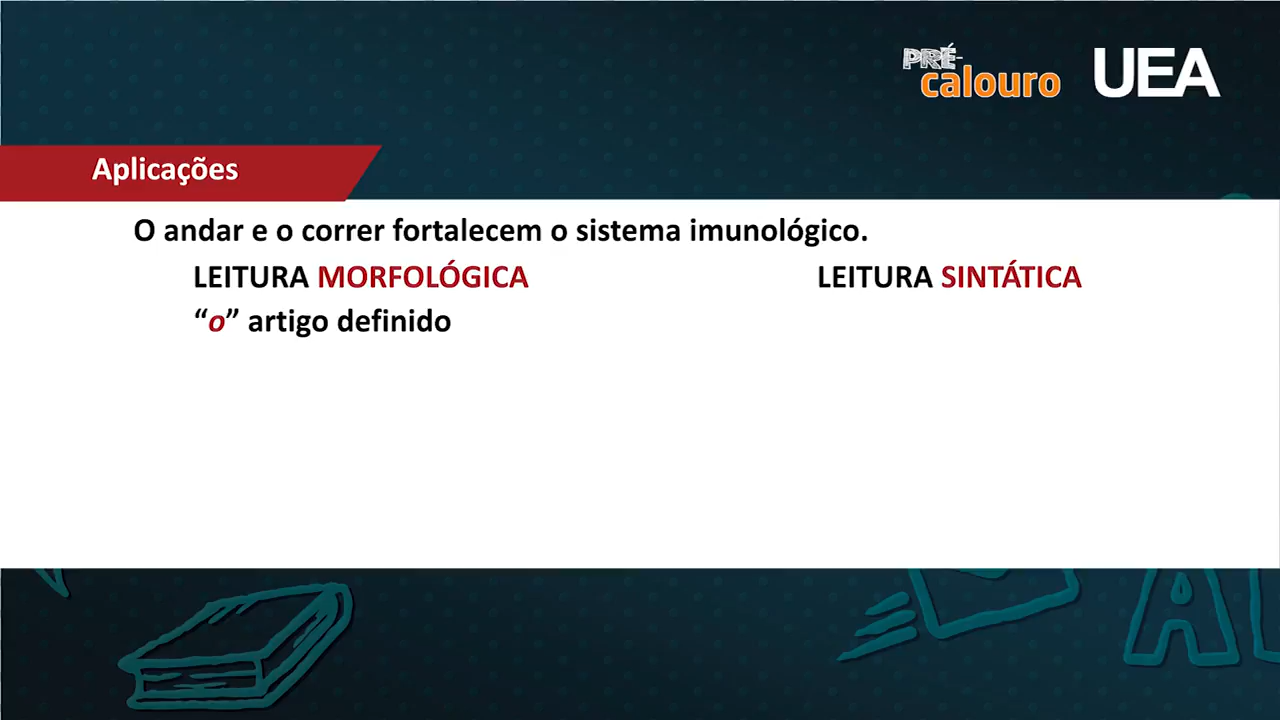 PRÉ-
calouro
UEA
Aplicações
O andar e o correr fortalecem o sistema imunológico.
LEITURA MORFOLÓGICA
LEITURA SINTÁTICA
“o” artigo definido